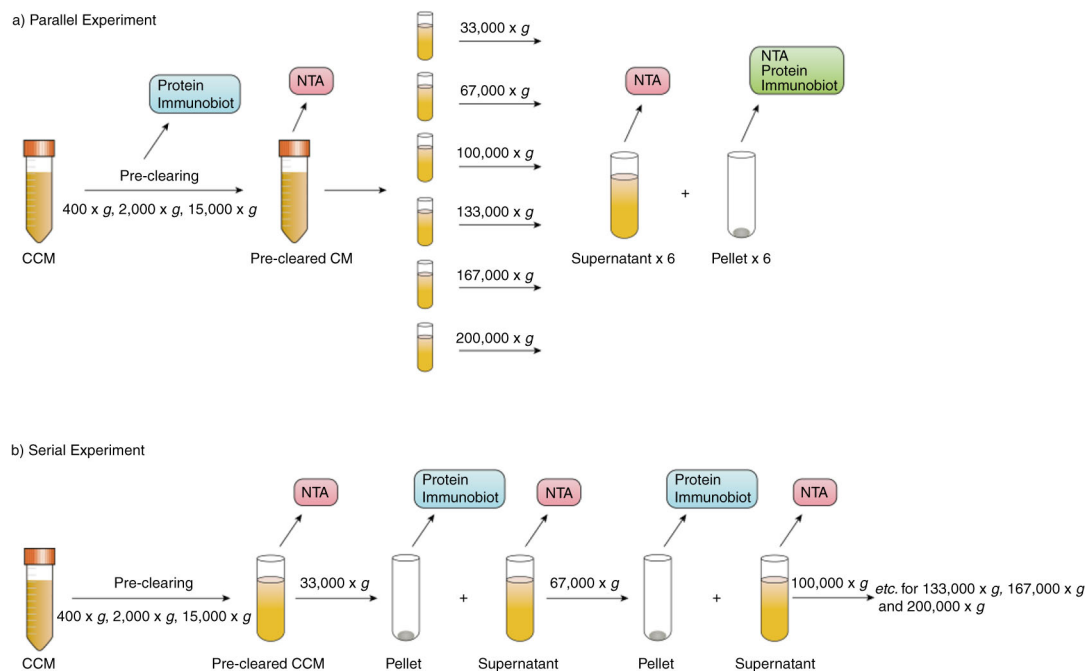 a) Parallel Experiment
33,000 x g
NTA
Protein
Immunobiot
67,000 x g
Protein
Immunobiot
NTA
NTA
100,000 x g
Pre-clearing
400 x g, 2,000 x g, 15,000 x g
133,000 x g
+
CCM
Pre-cleared CM
Supernatant x 6
Pellet x 6
167,000 x g
200,000 x g
b) Serial Experiment
NTA
Protein
Immunobiot
NTA
Protein
Immunobiot
NTA
Pre-clearing
33,000 x g
67,000 x g
100,000 x g
etc. for 133,000 x g, 167,000 x g
and 200,000 x g
400 x g, 2,000 x g, 15,000 x g
+
+
CCM
Pre-cleared CCM
Pellet
Supernatant
Pellet
Supernatant